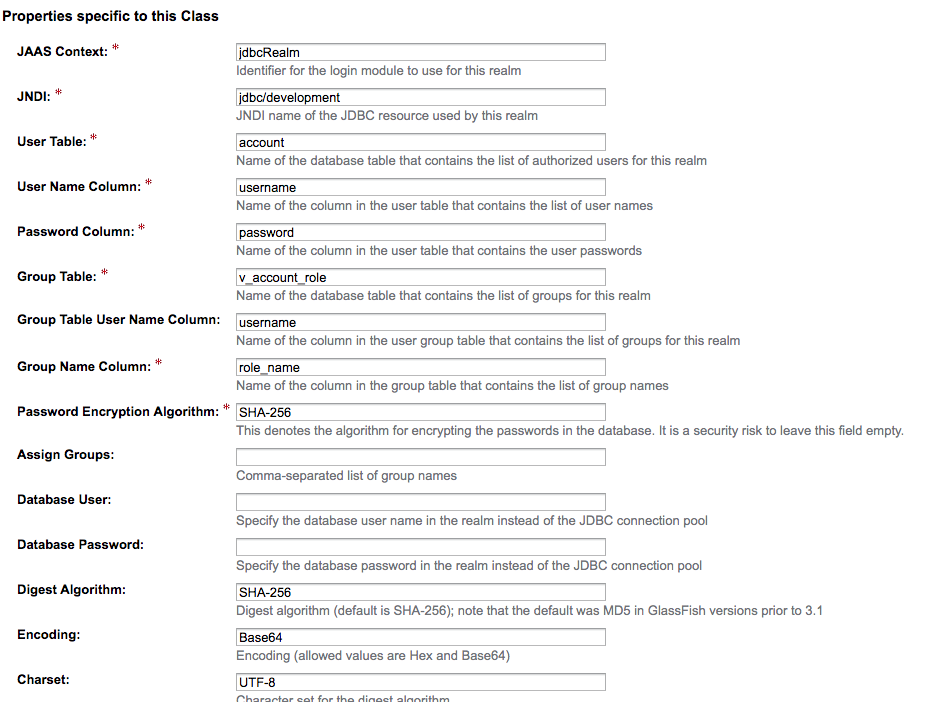 Properties specific to this Class
JAAS Context: * jdbcRealm
Identifier for the login module to use for this realm
JNDI: * jdbc/development
JNDI name of the JDBC resource used by this realm
User Table: * account
Name of the database table that contains the list of authorized users for this realm
User Name Column: * username
Name of the column in the user table that contains the list of user names
Password Column: * password
Name of the column in the user table that contains the user passwords
Group Table: * v_account_role
Name of the database table that contains the list of groups for this realm
Group Table User Name Column: username
Name of the column in the user group table that contains the list of groups for this realm
Group Name Column: * role_name
Name of the column in the group table that contains the list of group names
Password Encryption Algorithm: * SHA-256
This denotes the algorithm for encrypting the passwords in the database. It is a security risk to leave this field empty.
Assign Groups:
Comma-separated list of group names
Database User:
Specify the database user name in the realm instead of the JDBC connection pool
Database Password:
Specify the database password in the realm instead of the JDBC connection pool
Digest Algorithm: SHA-256
Digest algorithm (default is SHA-256); note that the default was MD5 in GlassFish versions prior to 3.1
Encoding: Base64
Encoding (allowed values are Hex and Base64)
Charset: UTF-8
Character set for the digest algorithm